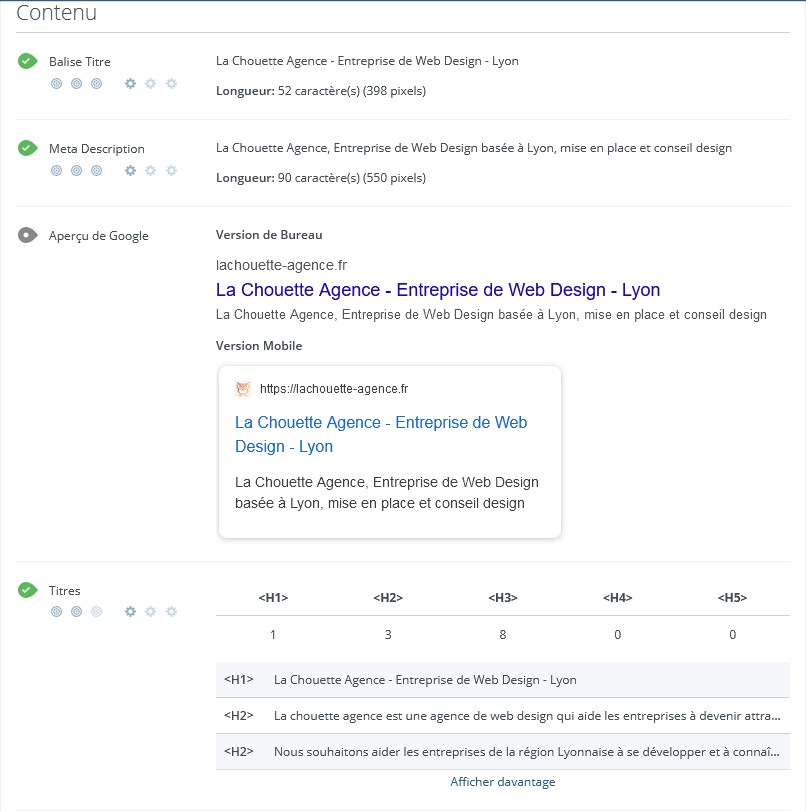 Contenu
Balise Titre
La Chouette Agence - Entreprise de Web Design - Lyon
Longueur: 52 caractère(s) (398 pixels)
Meta Description
La Chouette Agence, Entreprise de Web Design basée à Lyon, mise en place et conseil design
Longueur: 90 caractère(s) (550 pixels)
Aperçu de Google
Version de Bureau
lachouette-agence.fr
La Chouette Agence - Entreprise de Web Design - Lyon
La Chouette Agence, Entreprise de Web Design basée à Lyon, mise en place et conseil design
Version Mobile
https://lachouette-agence.fr
La Chouette Agence - Entreprise de Web
Design - Lyon
La Chouette Agence, Entreprise de Web Design
basée à Lyon, mise en place et conseil design
Titres
<H1> <H2> <H3> <H4> <H5>
1 3 8 0 0
<H1> La Chouette Agence - Entreprise de Web Design - Lyon
<H2> La chouette agence est une agence de web design qui aide les entreprises à devenir attra...
<H2> Nous souhaitons aider les entreprises de la région Lyonnaise à se développer et à connaî...
Afficher davantage